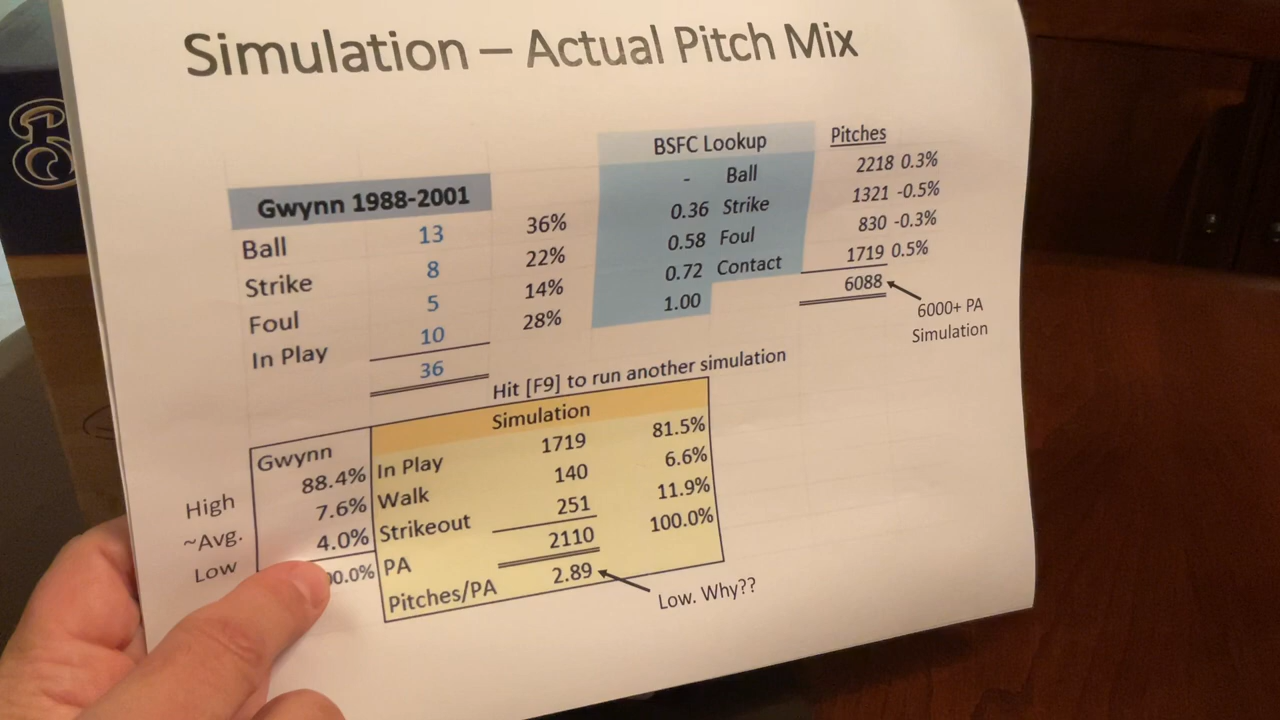 Simulation – Actual Pitch Mix
Gwynn 1988-2001
Ball 13 36%
Strike 8 22%
Foul 5 14%
In Play 10 28%
36
BSFC Lookup
- Ball
0.36 Strike
0.58 Foul
0.72 Contact
1.00
Pitches
2218 0.3%
1321 -0.5%
830 -0.3%
1719 0.5%
6088
6000+ PA
Simulation
Hit [F9] to run another simulation
Gwynn
High 88.4%
~Avg. 7.6%
Low 4.0%
00.0%
Simulation
In Play 1719 81.5%
Walk 140 6.6%
Strikeout 251 11.9%
PA 2110 100.0%
Pitches/PA 2.89
Low. Why??